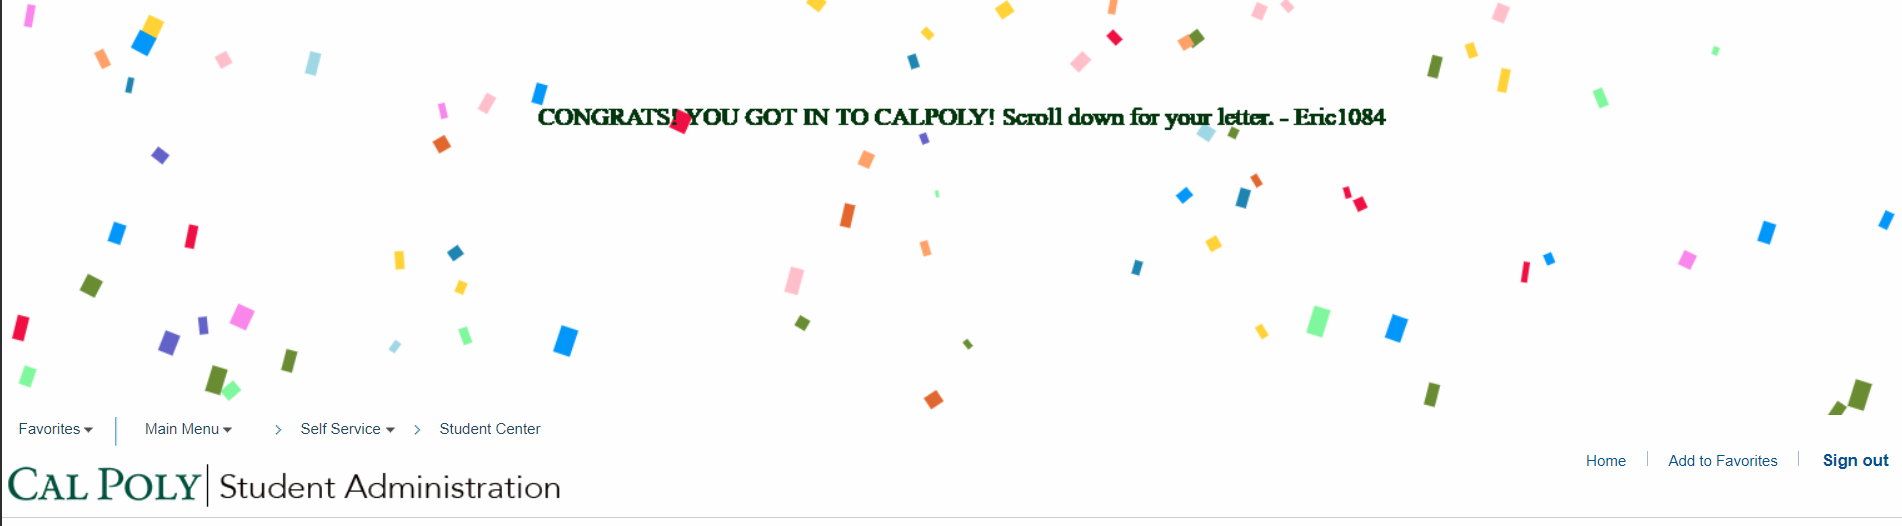 CONGRATS! YOU GOT IN TO CALPOLY! Scroll down for your letter. - Eric1084
Favorites Main Menu Self Service Student Center
Home Add to Favorites Sign out
CAL POLY Student Administration